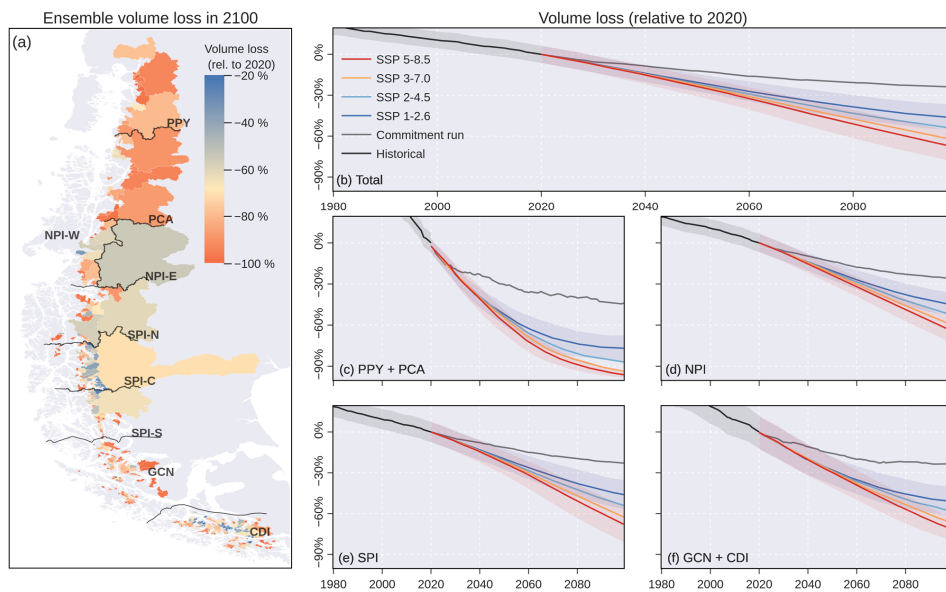 Ensemble volume loss in 2100
(a)
Volume loss
(rel. to 2020)
−20 %
−40 %
−60 %
−80 %
−100 %
PPY
PCA
NPI-W
NPI-E
SPI-N
SPI-C
SPI-S
GCN
CDI
Volume loss (relative to 2020)
0%
−30%
−60%
−90%
SSP 5-8.5
SSP 3-7.0
SSP 2-4.5
SSP 1-2.6
Commitment run
Historical
(b) Total
1980
2000
2020
2040
2060
2000
0%
−30%
−60%
−90%
(c) PPY + PCA
(d) NPI
0%
−30%
−60%
−90%
(e) SPI
1980
2000
2020
2040
2060
2080
(f) GCN + CDI
1980
2000
2020
2040
2060
2080